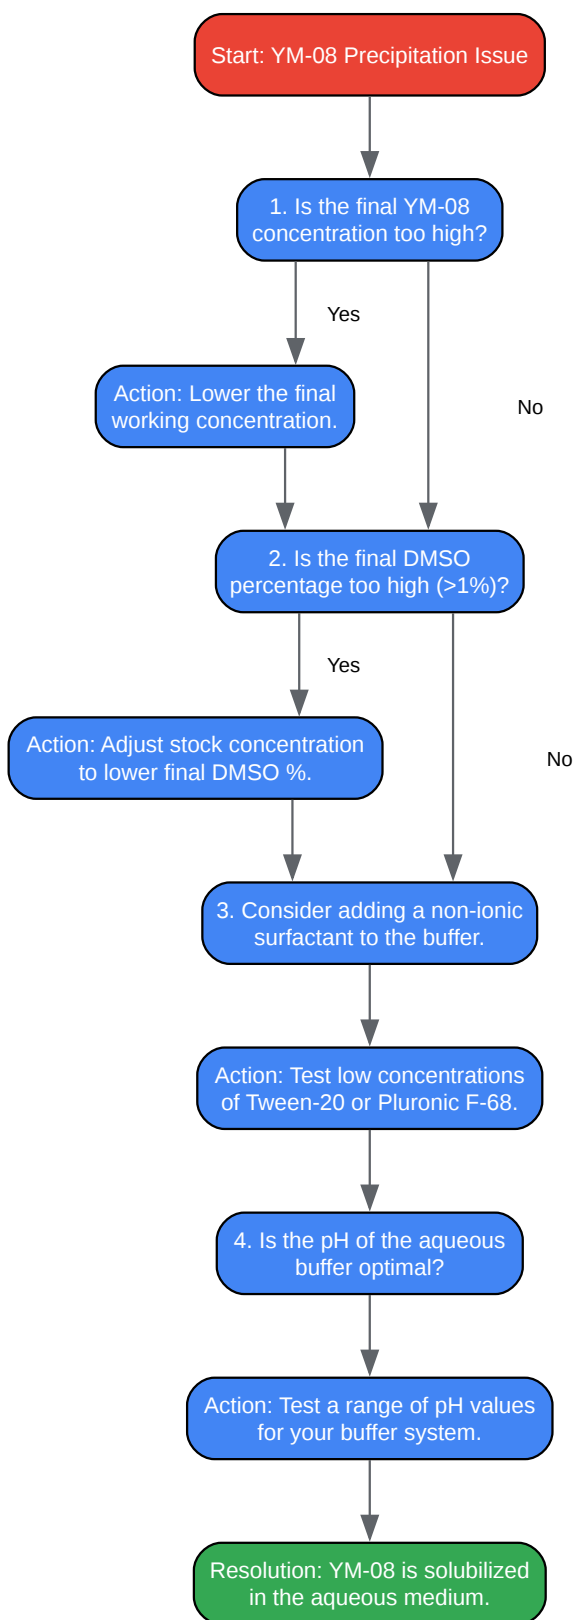 Start: YM-08 Precipitation Issue
1. Is the final YM-08
concentration too high?
Yes
Action: Lower the final
working concentration.
No
2. Is the final DMSO
percentage too high (>1%)?
Yes
Action: Adjust stock concentration
to lower final DMSO %.
No
3. Consider adding a non-ionic
surfactant to the buffer.
Action: Test low concentrations
of Tween-20 or Pluronic F-68.
4. Is the pH of the aqueous
buffer optimal?
Action: Test a range of pH values
for your buffer system.
Resolution: YM-08 is solubilized
in the aqueous medium.